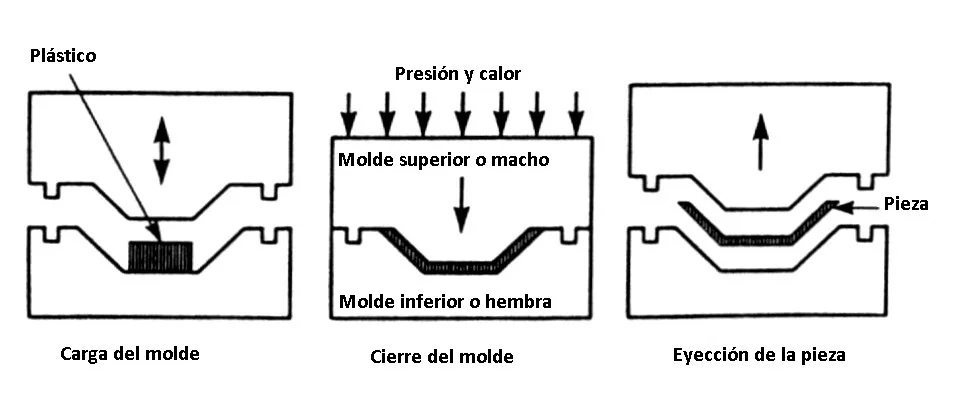 Plástico
Presión y calor
Molde superior o macho
Pieza
Molde inferior o hembra
Carga del molde
Cierre del molde
Eyección de la pieza